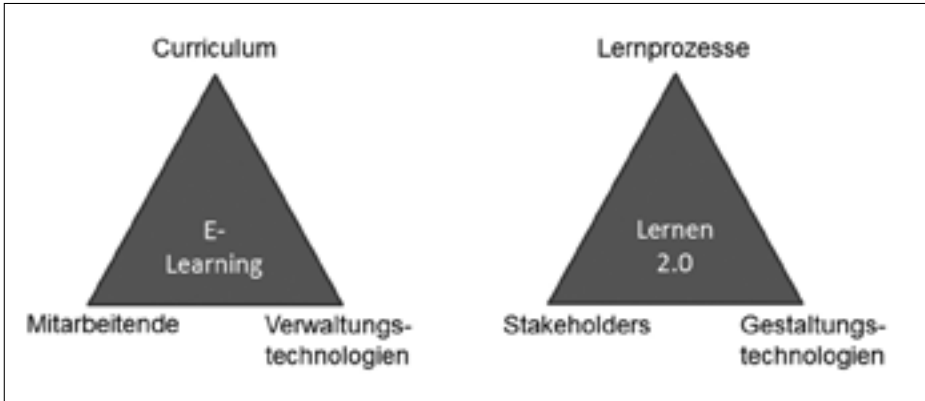 Curriculum
E-
Learning
Mitarbeitende
Verwaltungs-
technologien
Lernprozesse
Lernen
2.0
Stakeholders
Gestaltungs-
technologien